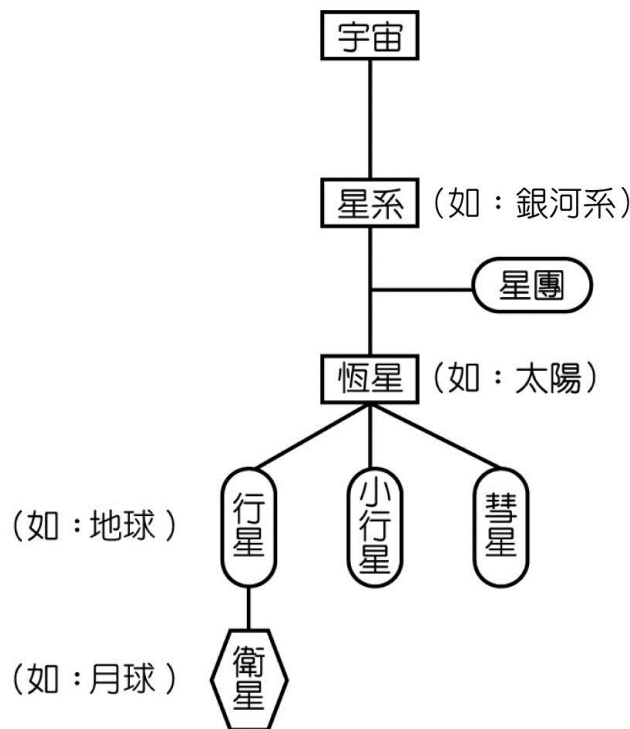 宇宙
星系（如：銀河系）
星團
恆星（如：太陽）
（如：地球）行星 小行星 彗星
（如：月球）衛星